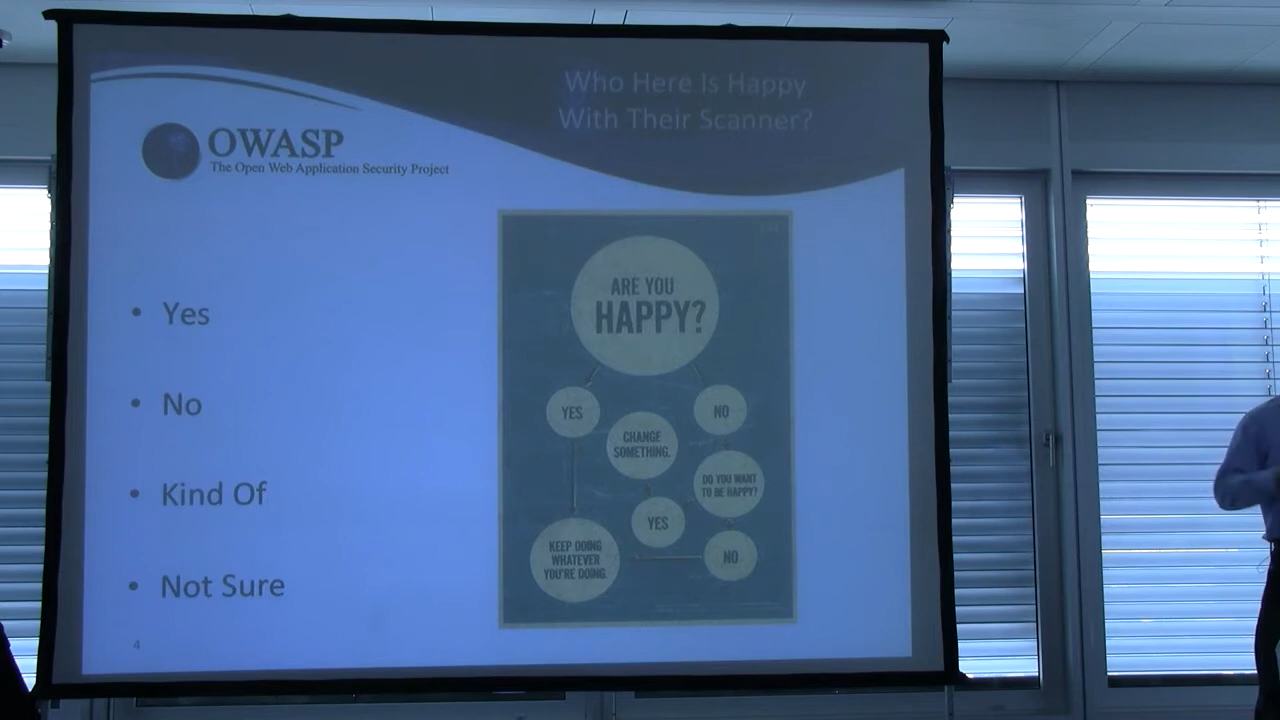 Who Here Is Happy
With Their Scanner?
OWASP
The Open Web Application Security Project
• Yes
• No
• Kind Of
• Not Sure
ARE YOU
HAPPY?
YES
NO
CHANGE
SOMETHING.
DO YOU WANT
TO BE HAPPY?
YES
KEEP DOING
WHATEVER
YOU'RE DOING.
NO
4